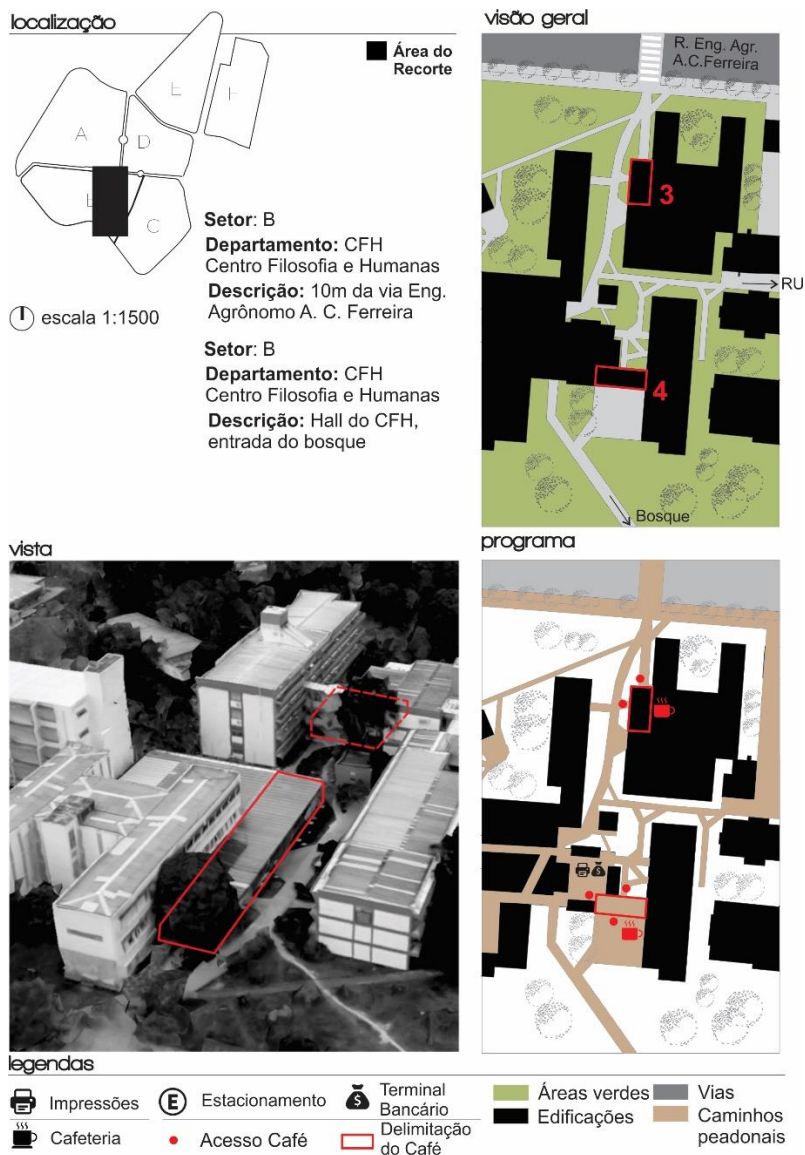 localização
Área do
Recorte
A
B
C
D
E
F
escala 1:1500
Setor: B
Departamento: CFH
Centro Filosofia e Humanas
Descrição: 10m da via Eng.
Agrônomo A. C. Ferreira
Setor: B
Departamento: CFH
Centro Filosofia e Humanas
Descrição: Hall do CFH,
entrada do bosque
visão geral
R. Eng. Agr.
A.C.Ferreira
3
RU
4
Bosque
vista
programa
$
legendas
Impressões
E
Estacionamento
$
Terminal
Bancário
Áreas verdes
Vias
Edificações
Caminhos
peadonais
Cafeteria
Acesso Café
Delimitação
do Café